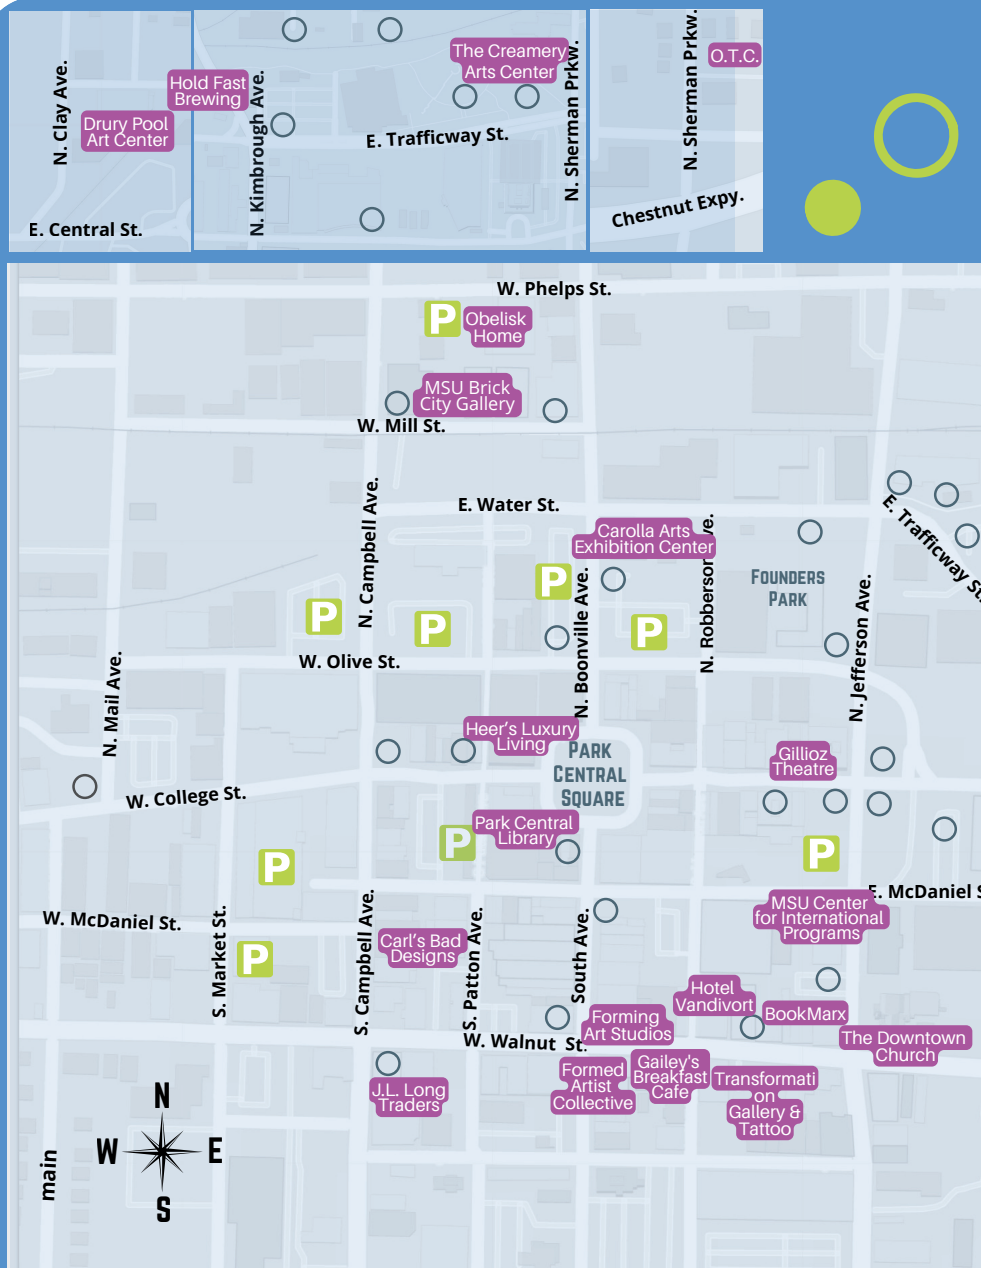 N. Clay Ave.
Hold Fast
Brewing
Drury Pool
Art Center
E. Central St.
N. Kimbrough Ave.
The Creamery
Arts Center
E. Trafficway St.
N. Sherman Prkw.
N. Sherman Prkw.
O.T.C.
Chestnut Expy.
W. Phelps St.
P
Obelisk
Home
MSU Brick
City Gallery
W. Mill St.
N. Campbell Ave.
E. Water St.
Carolla Arts
Exhibition Center
E. Trafficway St.
P
P
P
P
N. Boonville Ave.
N. Robberson Ave.
FOUNDERS
PARK
N. Jefferson Ave.
W. Olive St.
N. Mail Ave.
Heer's Luxury
Living
PARK
CENTRAL
SQUARE
Gillioz
Theatre
W. College St.
Park Central
Library
P
P
P
E. McDaniel S
W. McDaniel St.
S. Market St.
P
S. Campbell Ave.
Carl's Bad
Designs
S. Patton Ave.
South Ave.
MSU Center
for International
Programs
Hotel
Vandivort
BookMarx
Forming
Art Studios
The Downtown
Church
W. Walnut St.
Formed
Artist
Collective
Gailey's
Breakfast
Cafe
Transformati
on
Gallery &
Tattoo
J.L. Long
Traders
N
W
E
S
main